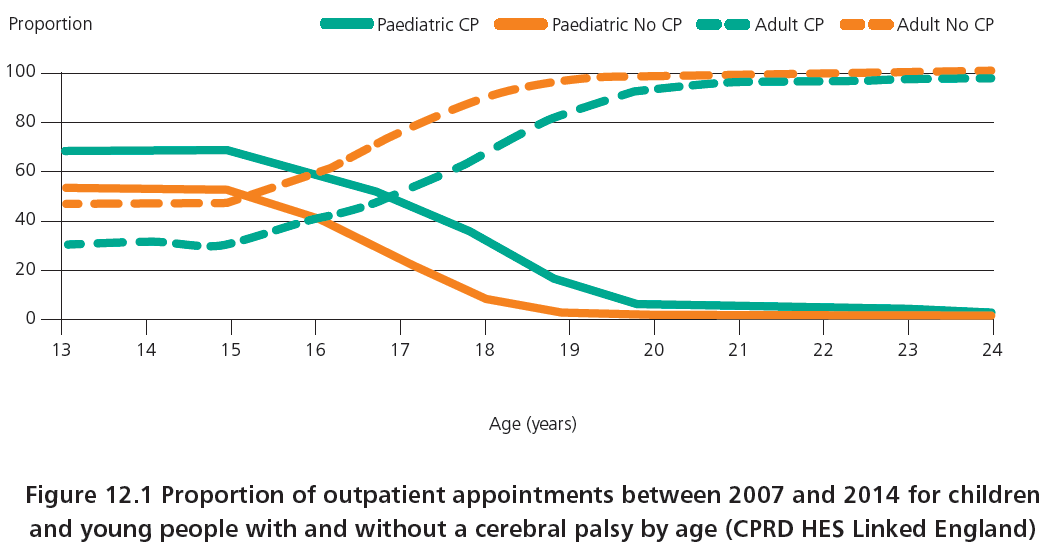 Proportion
Paediatric CP Paediatric No CP Adult CP Adult No CP
100
80
60
40
20
0
13 14 15 16 17 18 19 20 21 22 23 24
Age (years)
Figure 12.1 Proportion of outpatient appointments between 2007 and 2014 for children
and young people with and without a cerebral palsy by age (CPRD HES Linked England)